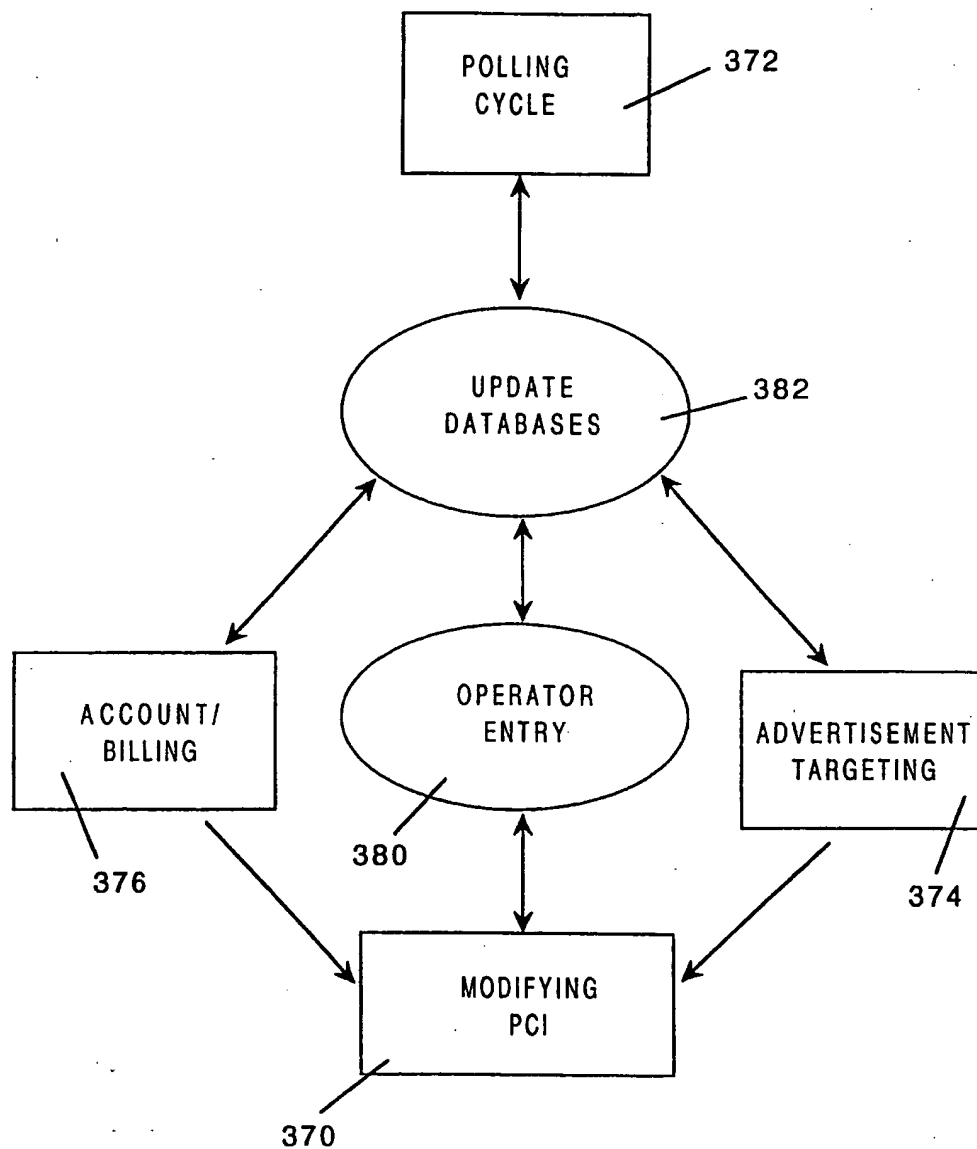 POLLING
CYCLE
372
UPDATE
DATABASES
382
ACCOUNT/
BILLING
376
OPERATOR
ENTRY
380
ADVERTISEMENT
TARGETING
374
MODIFYING
PCI
370